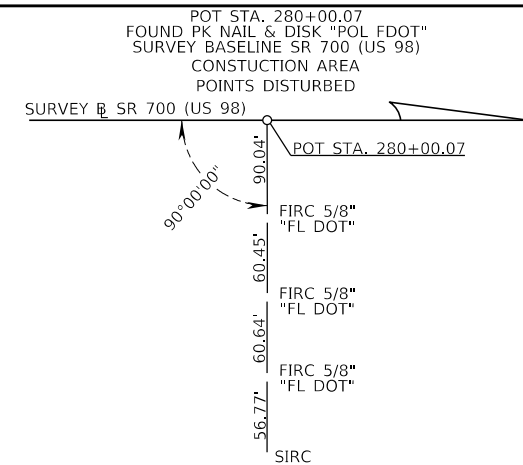 POT STA. 280+00.07
FOUND PK NAIL & DISK "POL FDOT"
SURVEY BASELINE SR 700 (US 98)
CONSTUCTION AREA
POINTS DISTURBED
SURVEY ℄ SR 700 (US 98)
POT STA. 280+00.07
90.04'
90°00'00"
FIRC 5/8"
"FL DOT"
60.45'
FIRC 5/8"
"FL DOT"
60.64'
FIRC 5/8"
"FL DOT"
56.77'
SIRC